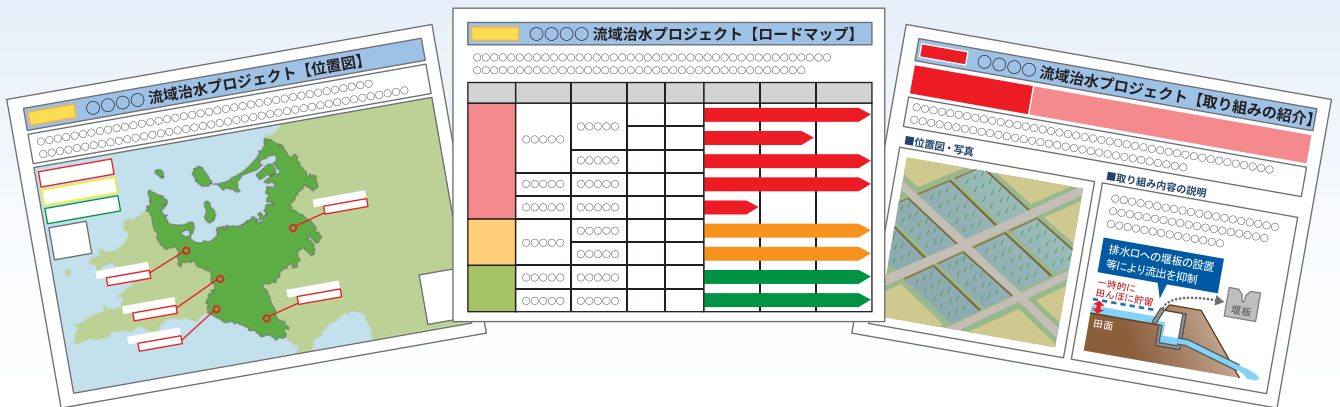 ○○○○ 流域治水プロジェクト【位置図】
○○○○ 流域治水プロジェクト【ロードマップ】
○○○○○ ○○○○○
○○○○○
○○○○○ ○○○○○
○○○○○ ○○○○○
○○○○○ ○○○○○
○○○○○
○○○○○ ○○○○○
○○○○○ ○○○○○
○○○○ 流域治水プロジェクト【取り組みの紹介】
■位置図・写真
■取り組み内容の説明
排水口への堰板の設置
等により流出を抑制
一時的に
田んぼに貯留
堰板
田面